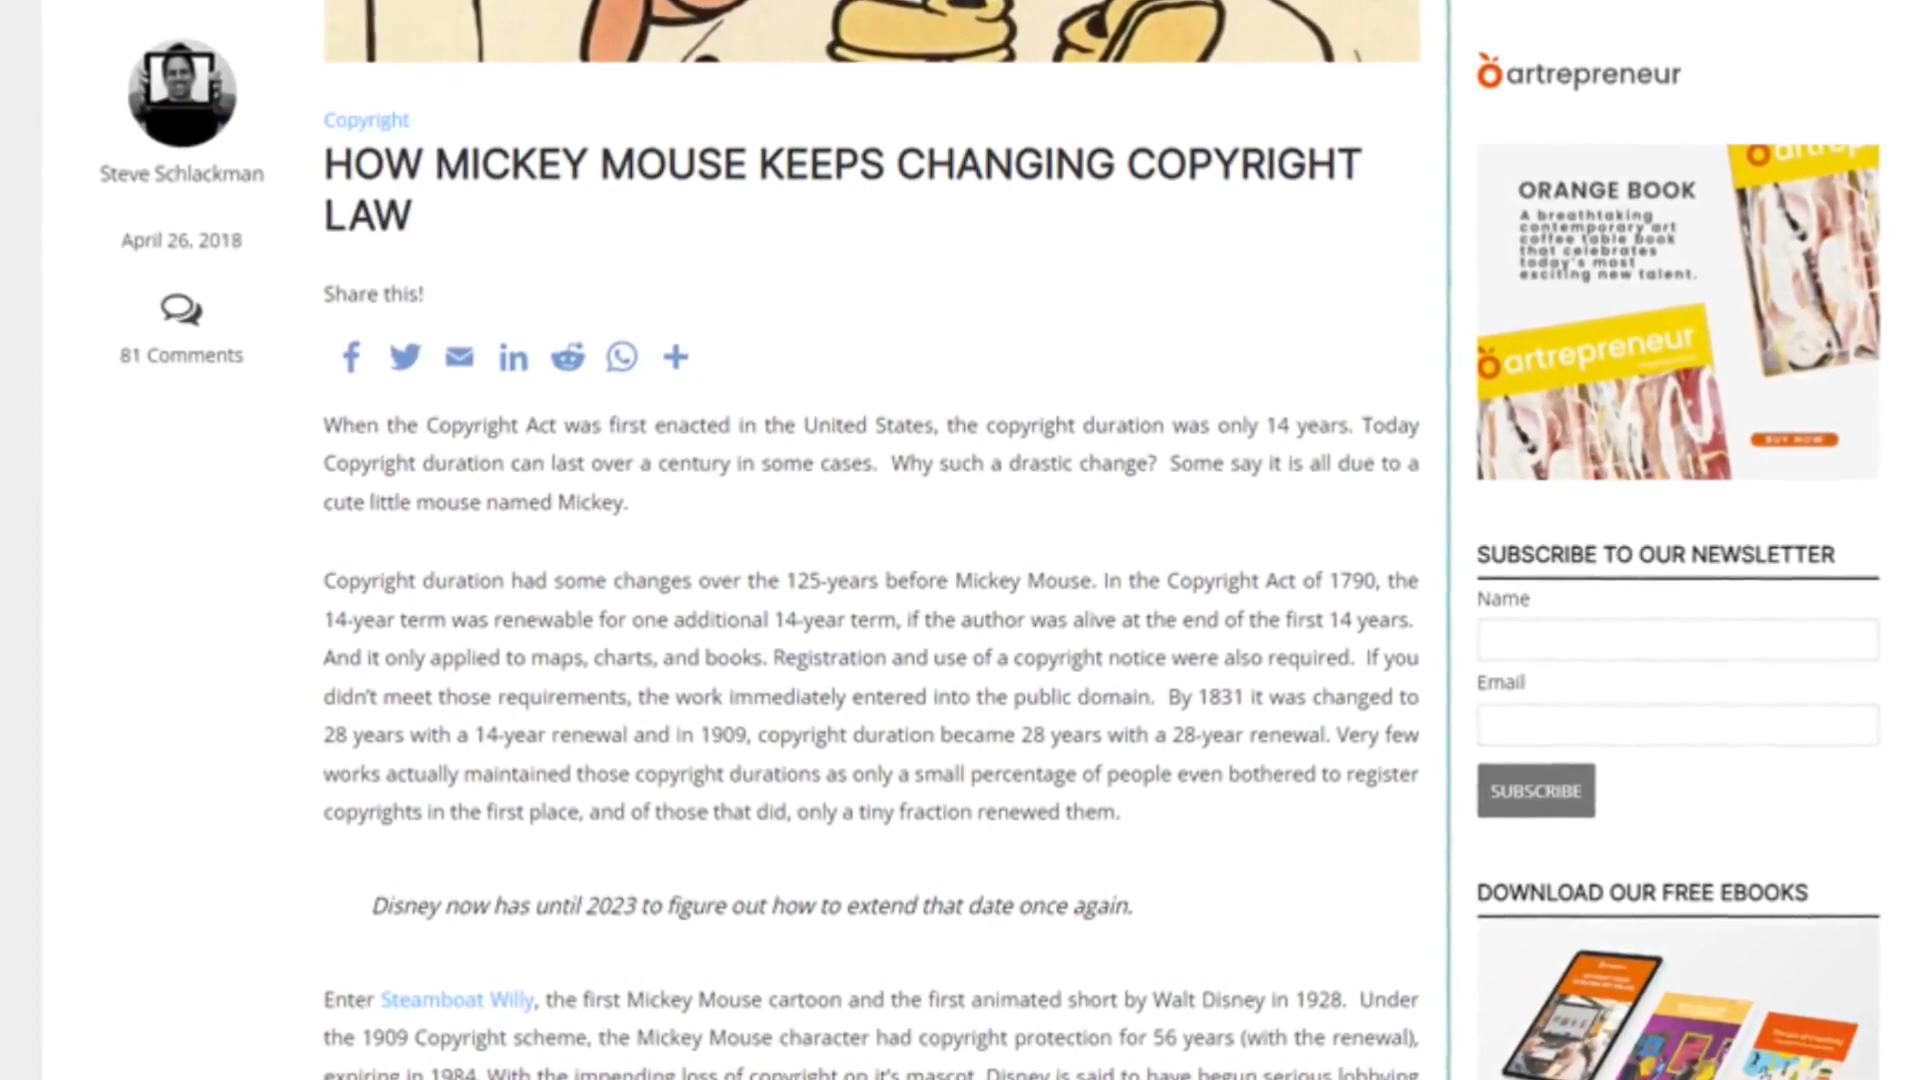 Steve Schlackman
April 26, 2018
81 Comments
Copyright
HOW MICKEY MOUSE KEEPS CHANGING COPYRIGHT
LAW
Share this!
When the Copyright Act was first enacted in the United States, the copyright duration was only 14 years. Today
Copyright duration can last over a century in some cases. Why such a drastic change? Some say it is all due to a
cute little mouse named Mickey.
Copyright duration had some changes over the 125-years before Mickey Mouse. In the Copyright Act of 1790, the
14-year term was renewable for one additional 14-year term, if the author was alive at the end of the first 14 years.
And it only applied to maps, charts, and books. Registration and use of a copyright notice were also required. If you
didn't meet those requirements, the work immediately entered into the public domain. By 1831 it was changed to
28 years with a 14-year renewal and in 1909, copyright duration became 28 years with a 28-year renewal. Very few
works actually maintained those copyright durations as only a small percentage of people even bothered to register
copyrights in the first place, and of those that did, only a tiny fraction renewed them.
Disney now has until 2023 to figure out how to extend that date once again.
Enter Steamboat Willy, the first Mickey Mouse cartoon and the first animated short by Walt Disney in 1928. Under
the 1909 Copyright scheme, the Mickey Mouse character had copyright protection for 56 years (with the renewal),
expiring in 1984. With the impending loss of copyright on it's mascot, Disney is said to have begun serious lobbying
artrepreneur
ORANGE BOOK
A breathtaking
contemporary art
coffee table book
that celebrates
today's most
exciting new talent.
artrepreneur
BUY NOW
SUBSCRIBE TO OUR NEWSLETTER
Name
Email
SUBSCRIBE
DOWNLOAD OUR FREE EBOOKS